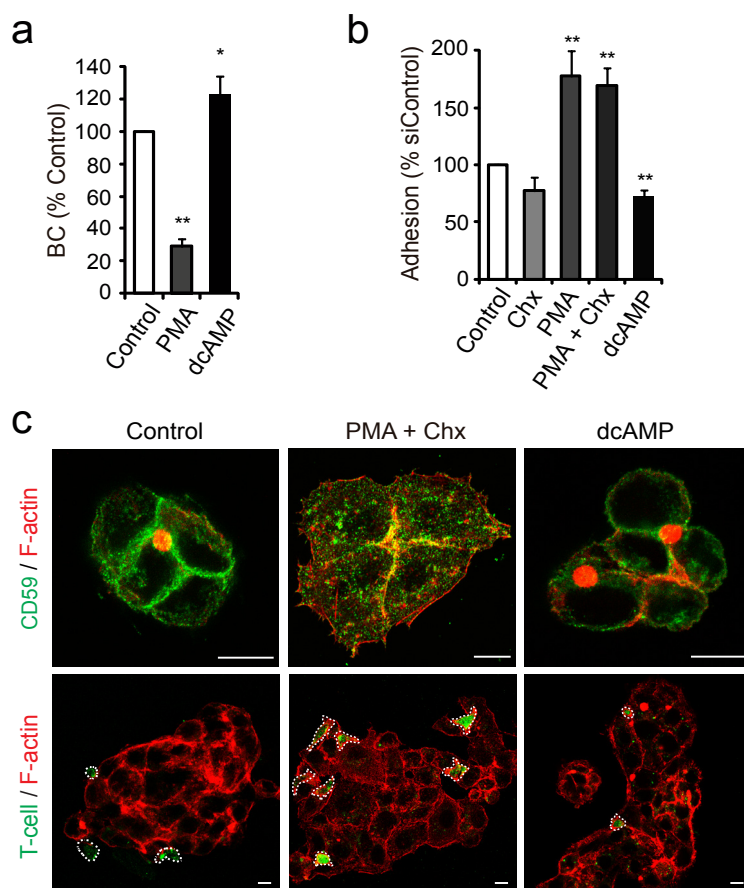 a
BC (% Control)
140
120
100
80
60
40
20
0
**
*
Control
PMA
dcAMP
b
Adhesion (% siControl)
200
150
100
50
0
**
**
**
Control
Chx
PMA
PMA + Chx
dcAMP
c
Control
PMA + Chx
dcAMP
CD59 / F-actin
T-cell / F-actin